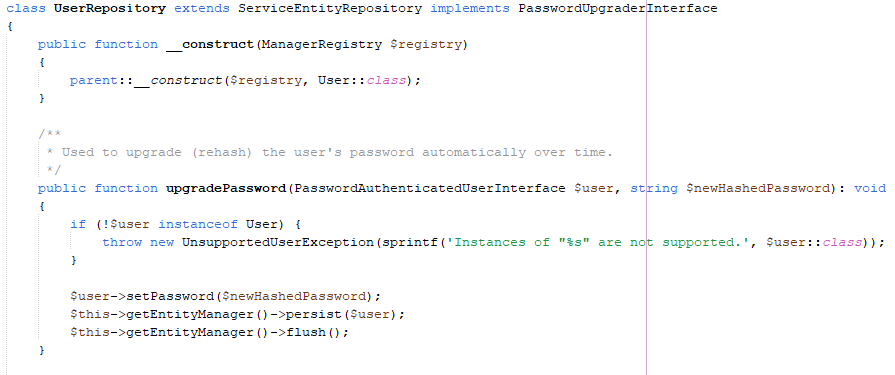 class UserRepository extends ServiceEntityRepository implements PasswordUpgraderInterface
{
    public function __construct(ManagerRegistry $registry)
    {
        parent::__construct($registry, User::class);
    }

    /**
     * Used to upgrade (rehash) the user's password automatically over time.
     */
    public function upgradePassword(PasswordAuthenticatedUserInterface $user, string $newHashedPassword): void
    {
        if (!$user instanceof User) {
            throw new UnsupportedUserException(sprintf('Instances of "%s" are not supported.', $user::class));
        }

        $user->setPassword($newHashedPassword);
        $this->getEntityManager()->persist($user);
        $this->getEntityManager()->flush();
    }